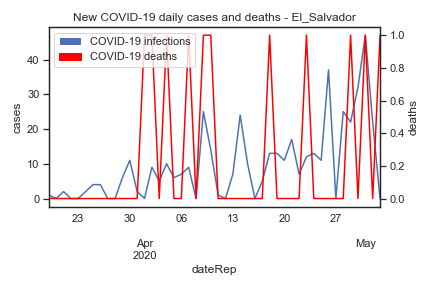 New COVID-19 daily cases and deaths - El_Salvador
COVID-19 infections
COVID-19 deaths
cases
40
30
20
10
0
deaths
1.0
0.8
0.6
0.4
0.2
0.0
23 30 06 13 20 27
Apr May
2020
dateRep